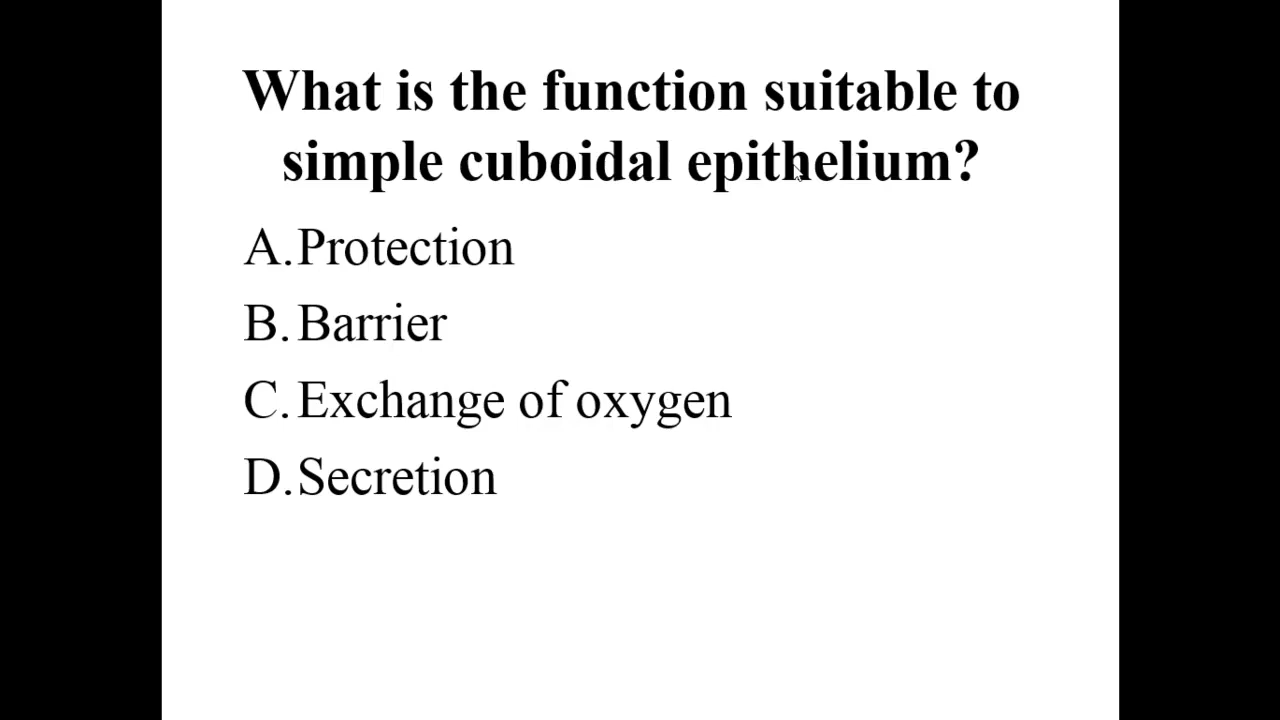 What is the function suitable to
simple cuboidal epithelium?
A. Protection
B. Barrier
C. Exchange of oxygen
D. Secretion